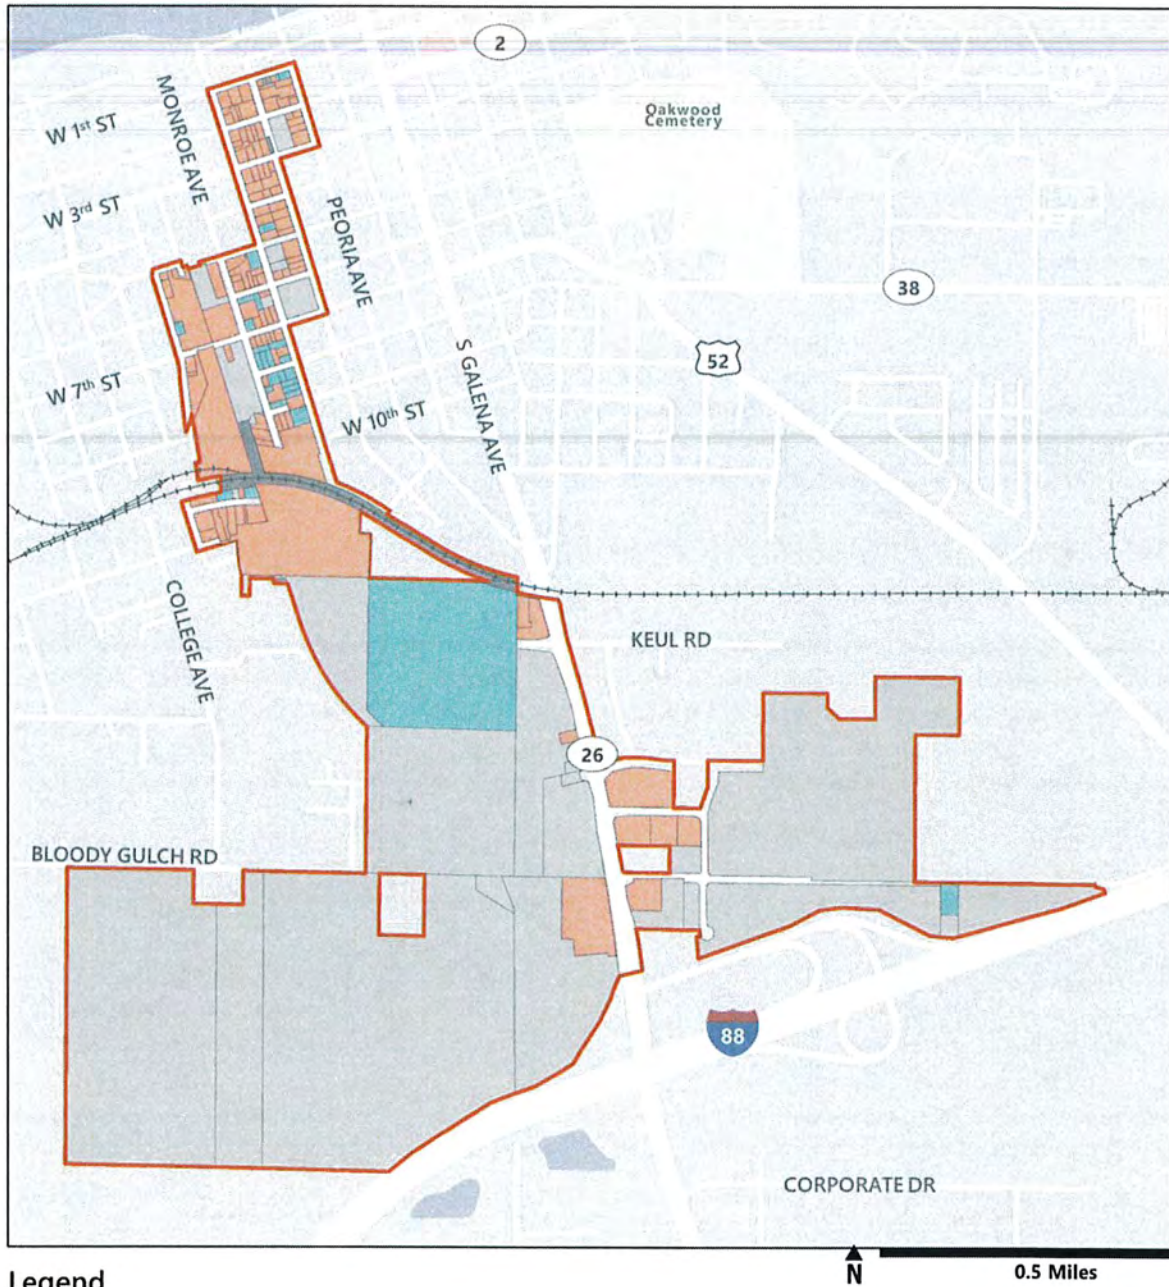 2
Oakwood
Cemetery
MONROE AVE
W 1st ST
W 3rd ST
PEORIA AVE
38
52
W 7th ST
S GALENA AVE
W 10th ST
COLLEGE AVE
KEUL RD
26
BLOODY GULCH RD
88
CORPORATE DR
N
0.5 Miles
Legend